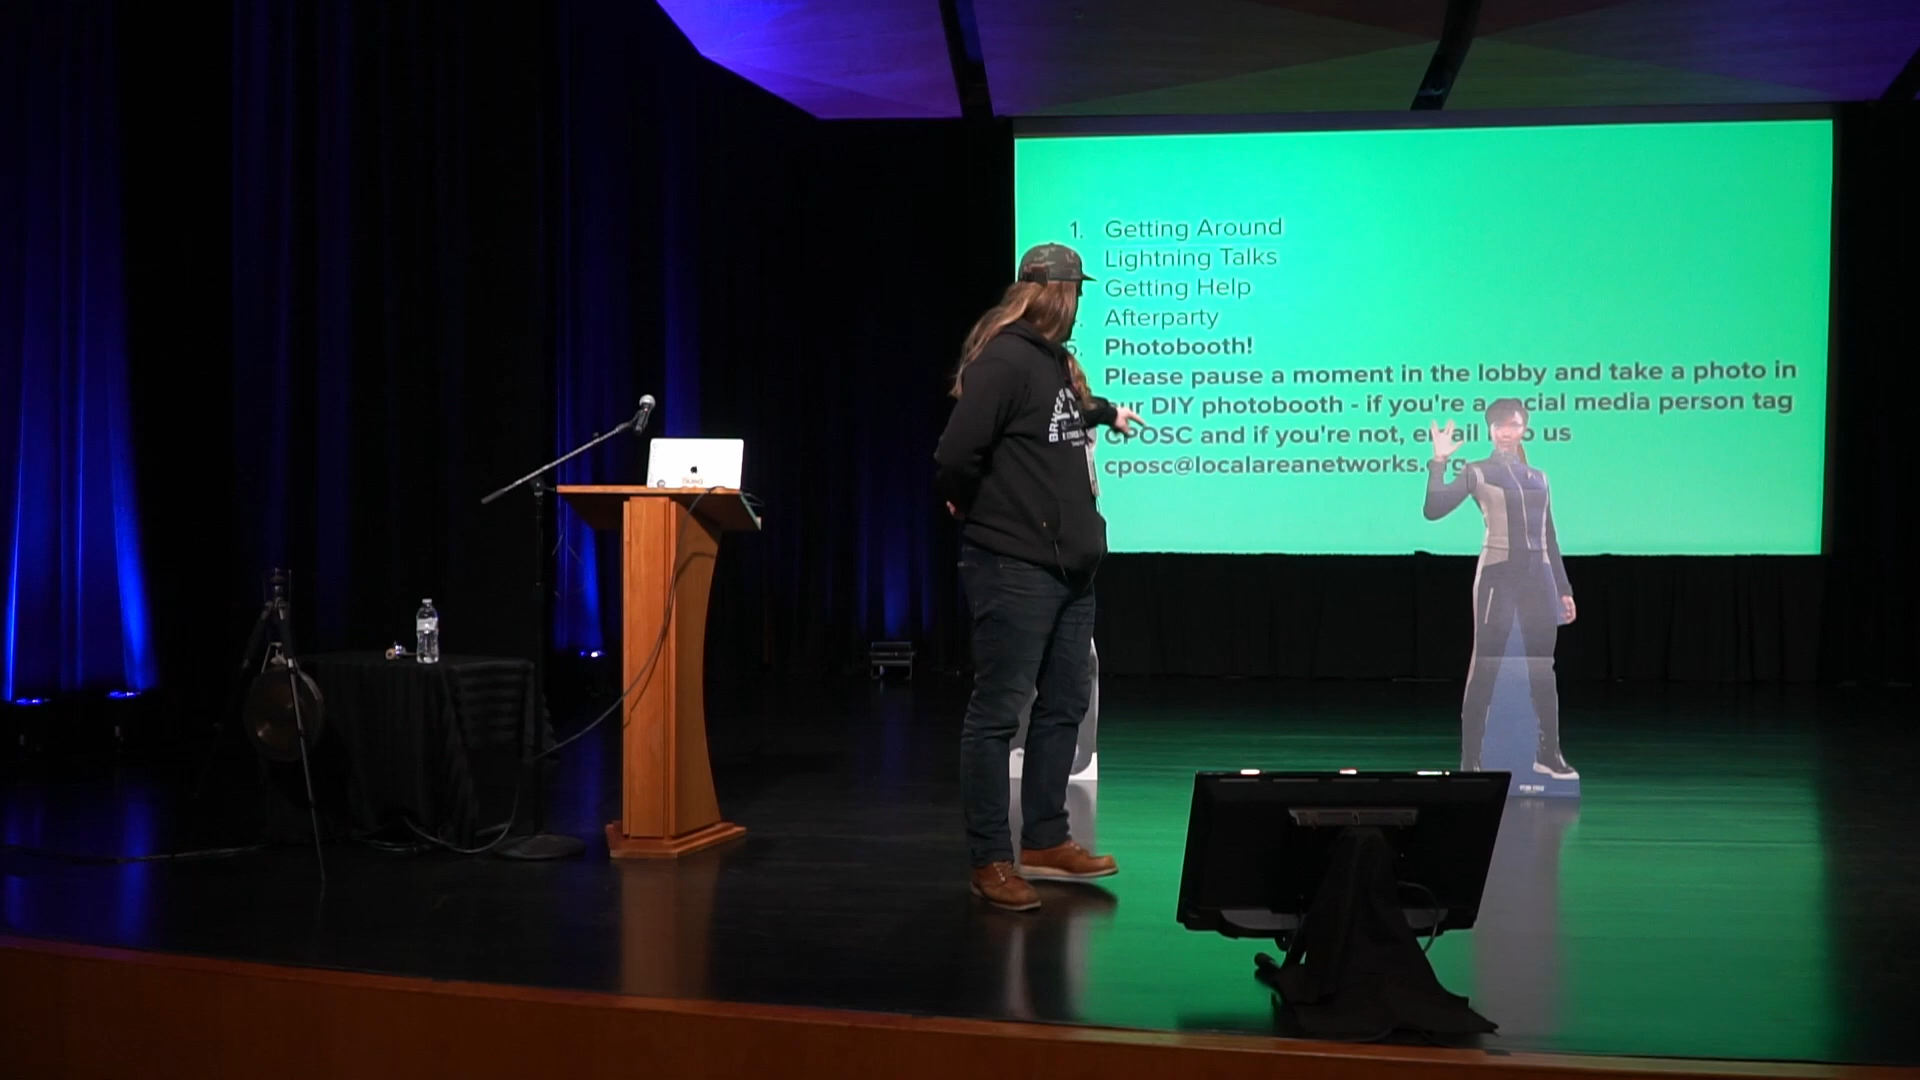 1. Getting Around
Lightning Talks
Getting Help
Afterparty
5. Photobooth!
Please pause a moment in the lobby and take a photo in
DIY photobooth - if you're a social media person tag
CPOSC and if you're not, email us
cposc@localareanetworks.org